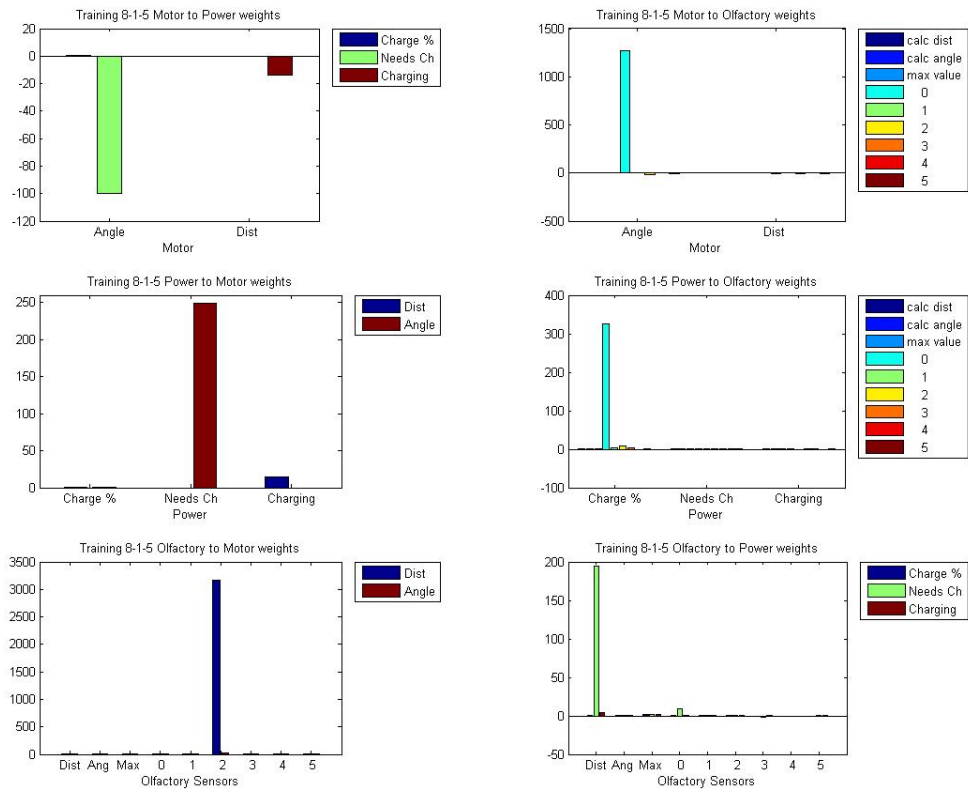 Training 8-1-5 Motor to Power weights
20
0
-20
-40
-60
-80
-100
-120
Angle
Dist
Motor
Charge %
Needs Ch
Charging
Training 8-1-5 Motor to Olfactory weights
1500
1000
500
0
-500
Angle
Dist
Motor
calc dist
calc angle
max value
0
1
2
3
4
5
Training 8-1-5 Power to Motor weights
250
200
150
100
50
0
Charge %
Needs Ch
Charging
Power
Dist
Angle
Training 8-1-5 Power to Olfactory weights
400
300
200
100
0
-100
Charge %
Needs Ch
Charging
Power
calc dist
calc angle
max value
0
1
2
3
4
5
Training 8-1-5 Olfactory to Motor weights
3500
3000
2500
2000
1500
1000
500
0
Dist Ang Max 0 1 2 3 4 5
Olfactory Sensors
Dist
Angle
Training 8-1-5 Olfactory to Power weights
200
150
100
50
0
-50
Dist Ang Max 0 1 2 3 4 5
Olfactory Sensors
Charge %
Needs Ch
Charging